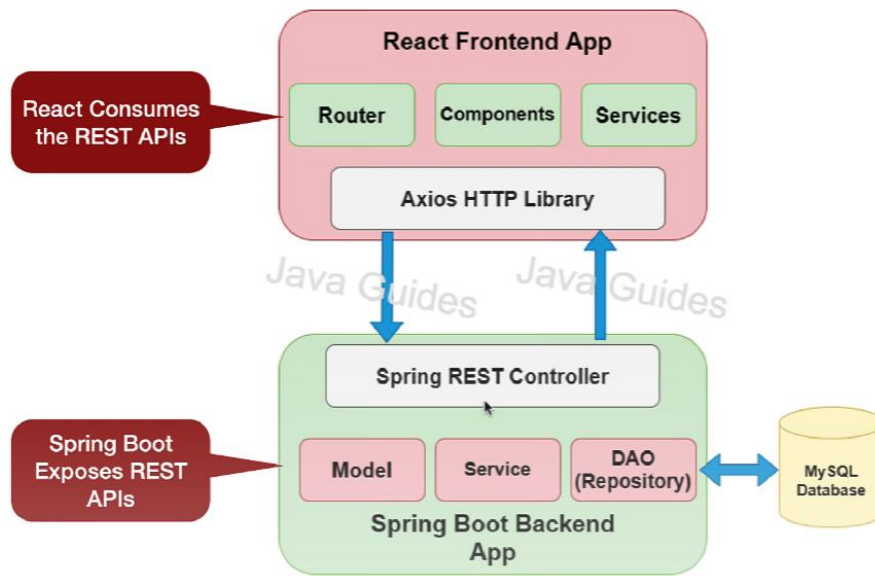 React Frontend App
React Consumes
the REST APIs
Router
Components
Services
Axios HTTP Library
Java Guides
Java Guides
Spring REST Controller
Spring Boot
Exposes REST
APIs
Model
Service
DAO
(Repository)
MySQL
Database
Spring Boot Backend
App